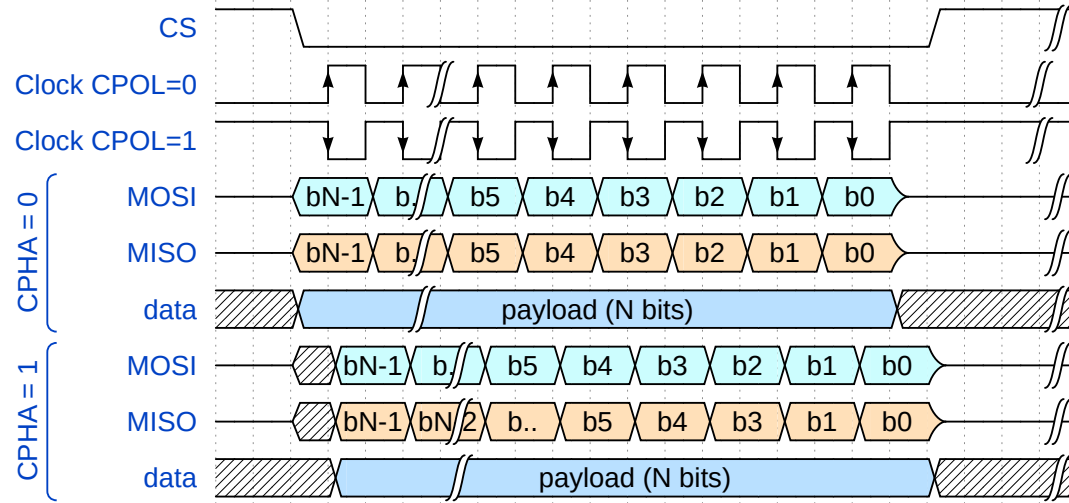 CS
Clock CPOL=0
Clock CPOL=1
CPHA = 0
MOSI bN-1 b. b5 b4 b3 b2 b1 b0
MISO bN-1 b. b5 b4 b3 b2 b1 b0
data payload (N bits)
CPHA = 1
MOSI bN-1 b. b5 b4 b3 b2 b1 b0
MISO bN-1 bN 2 b.. b5 b4 b3 b2 b1 b0
data payload (N bits)